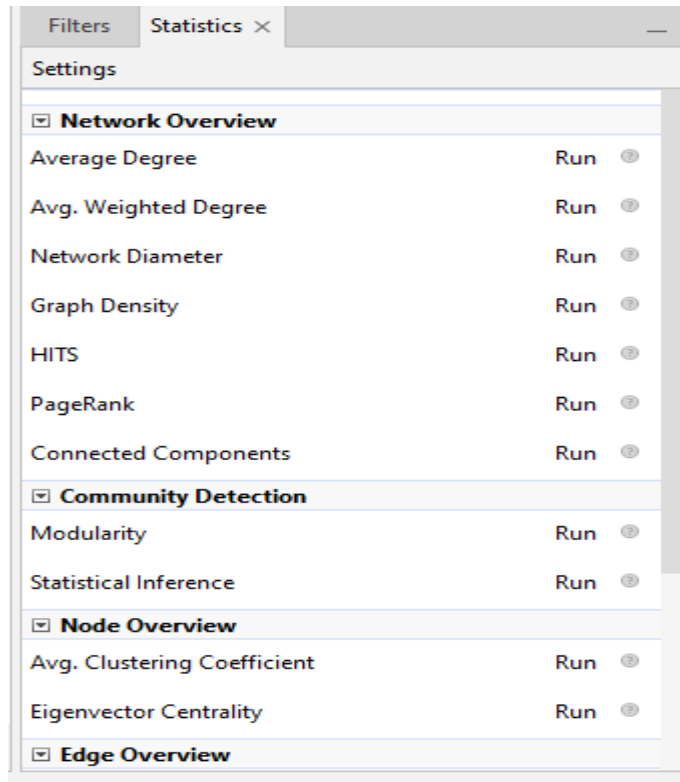 Filters Statistics
Settings
Network Overview
Average Degree Run
Avg. Weighted Degree Run
Network Diameter Run
Graph Density Run
HITS Run
PageRank Run
Connected Components Run
Community Detection
Modularity Run
Statistical Inference Run
Node Overview
Avg. Clustering Coefficient Run
Eigenvector Centrality Run
Edge Overview